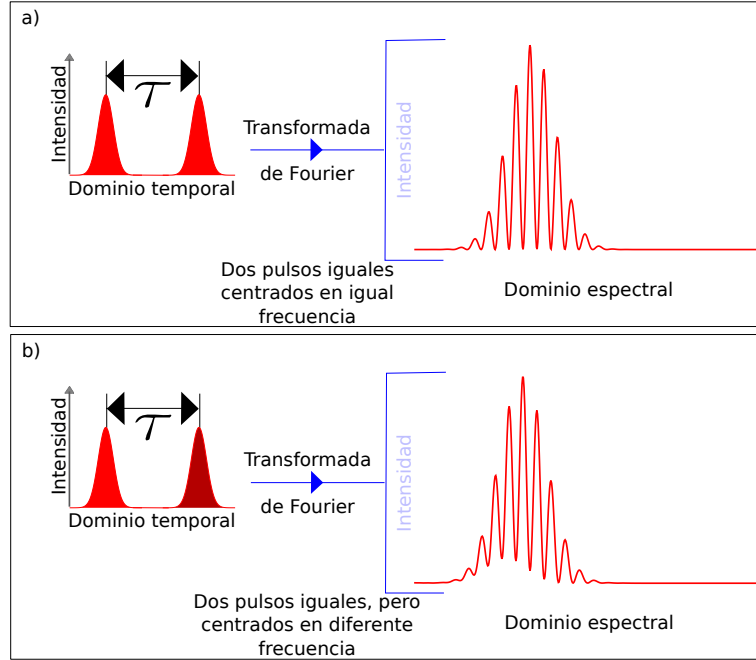 a)
Intensidad
τ
Dominio temporal
Transformada
de Fourier
Intensidad
Dos pulsos iguales
centrados en igual
frecuencia
Dominio espectral
b)
Intensidad
τ
Dominio temporal
Transformada
de Fourier
Intensidad
Dos pulsos iguales, pero
centrados en diferente
frecuencia
Dominio espectral